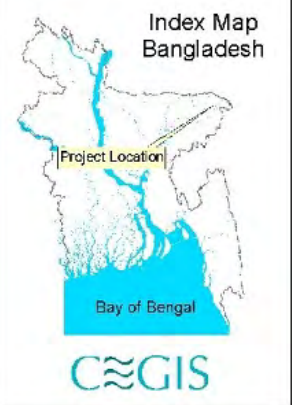 Index Map
Bangladesh
Project Location
Bay of Bengal
CEGIS